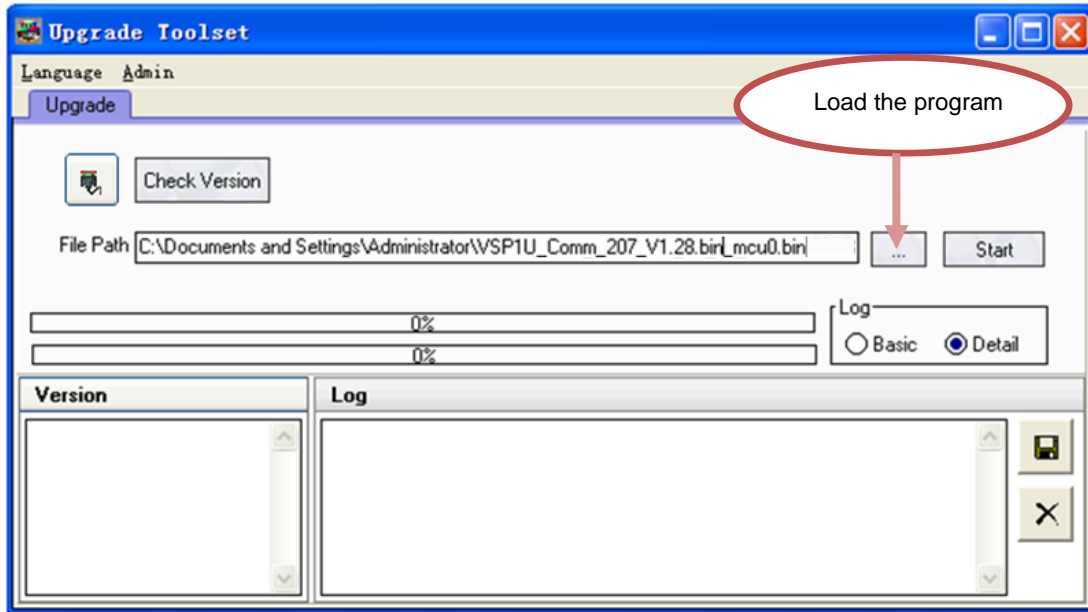 Upgrade Toolset
Language Admin
Upgrade
Load the program
Check Version
File Path C:\Documents and Settings\Administrator\VSP1U_Comm_207_V1.28.bin_mcu0.bin ... Start
Log
0%
Basic Detail
0%
Version Log